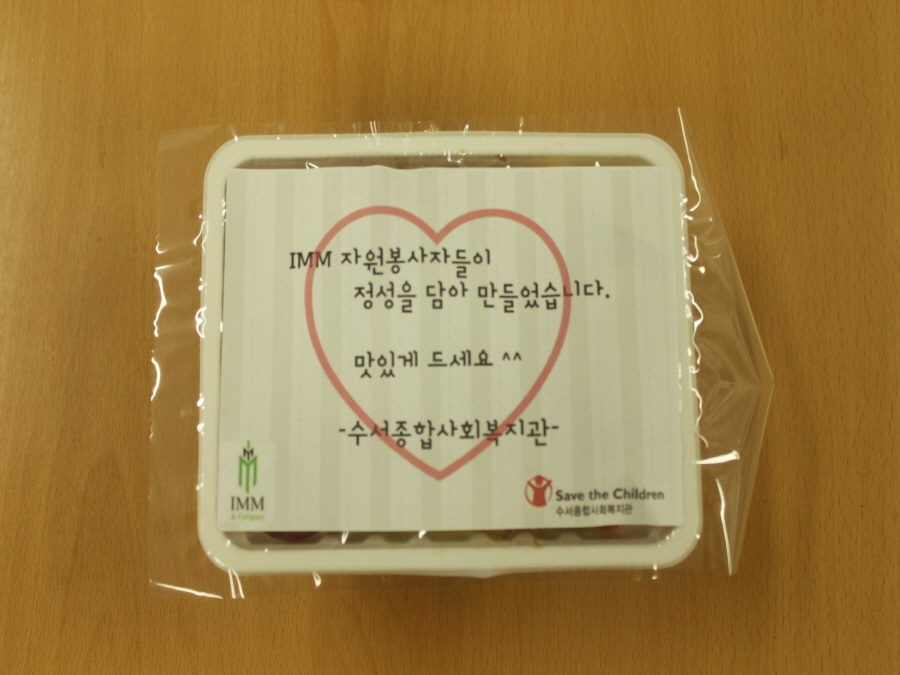 IMM 자원봉사자들이
정성을 담아 만들었습니다.
맛있게 드세요 ^^
-수서종합사회복지관-
IMM
& Company
Save the Children
수서종합사회복지관